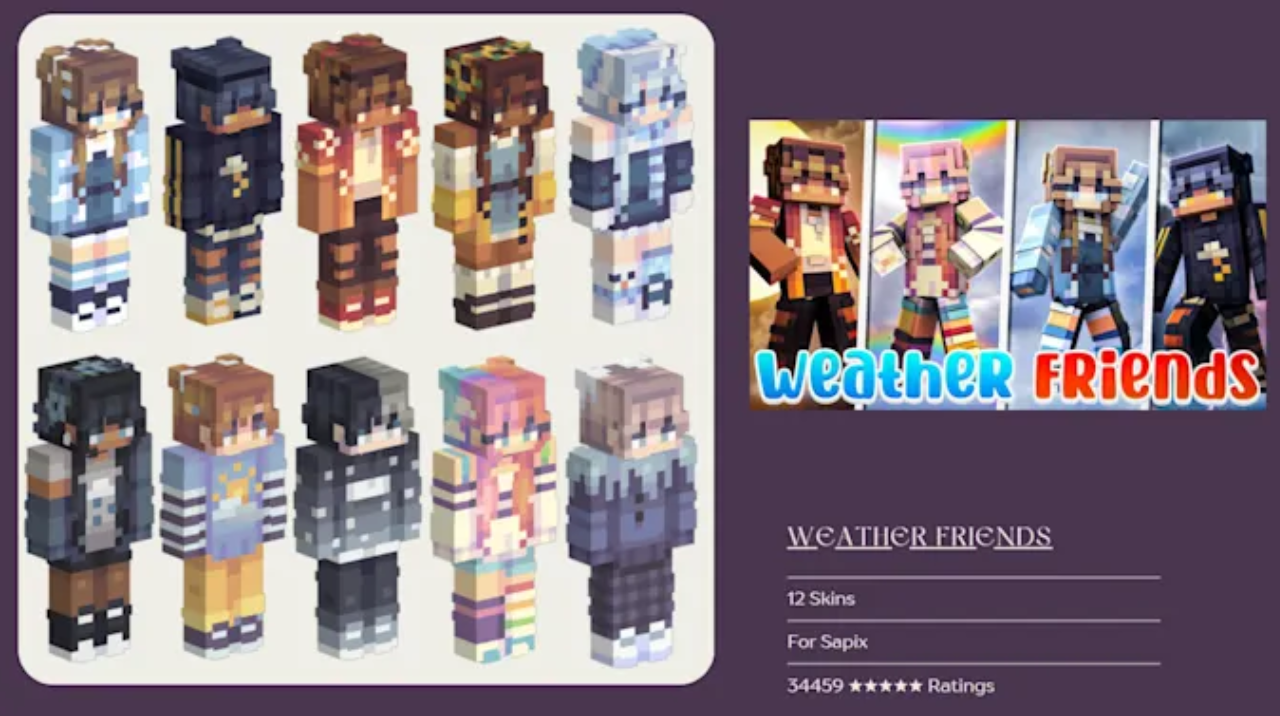 Weather Friends
WEATHER FRIENDS
12 Skins
For Sapix
34459 ★★★★★ Ratings